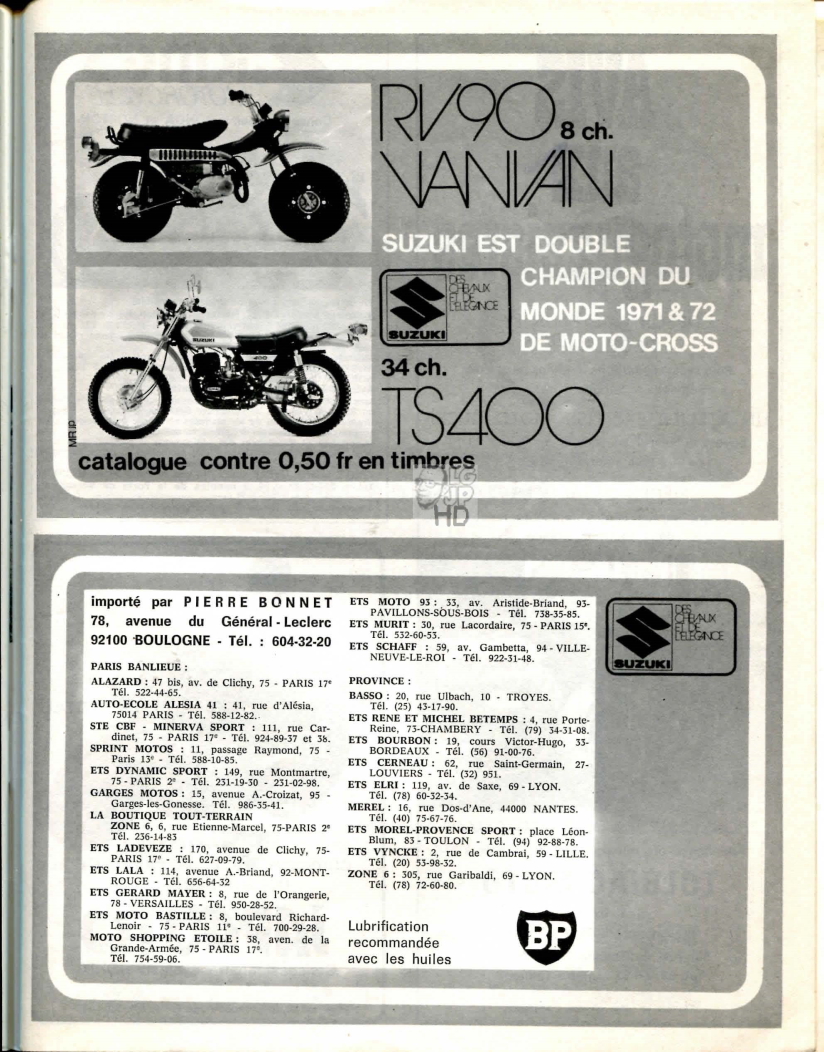 RV90 8 ch.
VANVAN
SUZUKI EST DOUBLE
CHAMPION DU
MONDE 1971 & 72
DE MOTO-CROSS
DES
CHEVAUX
ET DE
L'ELEGANCE
SUZUKI
SUZUKI
400
34 ch.
TS400
MR JP
catalogue contre 0,50 fr en timbres
LG
JP
HD
importé par PIERRE BONNET
78, avenue du Général-Leclerc
92100 BOULOGNE - Tél. : 604-32-20
PARIS BANLIEUE :
ALAZARD : 47 bis, av. de Clichy, 75 - PARIS 17e
Tél. 522-44-65.
AUTO-ECOLE ALESIA 41 : 41, rue d'Alésia,
75014 PARIS - Tél. 588-12-82.
STE CBF - MINERVA SPORT : 111, rue Car-
dinet, 75 - PARIS 17e - Tél. 924-89-37 et 38.
SPRINT MOTOS : 11, passage Raymond, 75 -
Paris 13e - Tél. 588-10-85.
ETS DYNAMIC SPORT : 149, rue Montmartre,
75 - PARIS 2e - Tél. 231-19-30 - 231-02-98.
GARGES MOTOS : 15, avenue A.-Croizat, 95 -
Garges-les-Gonesse. Tél. 986-35-41.
LA BOUTIQUE TOUT-TERRAIN
ZONE 6, 6, rue Etienne-Marcel, 75-PARIS 2e
Tél. 236-14-83
ETS LADEVEZE : 170, avenue de Clichy, 75-
PARIS 17e - Tél. 627-09-79.
ETS LALA : 114, avenue A.-Briand, 92-MONT-
ROUGE - Tél. 656-64-32
ETS GERARD MAYER : 8, rue de l'Orangerie,
78 - VERSAILLES - Tél. 950-28-52.
ETS MOTO BASTILLE : 8, boulevard Richard-
Lenoir - 75 - PARIS 11e - Tél. 700-29-28.
MOTO SHOPPING ETOILE : 38, aven. de la
Grande-Armée, 75 - PARIS 17e.
Tél. 754-59-06.
ETS MOTO 93 : 33, av. Aristide-Briand, 93-
PAVILLONS-SOUS-BOIS - Tél. 738-35-85.
ETS MURIT : 30, rue Lacordaire, 75 - PARIS 15e.
Tél. 532-60-53.
ETS SCHAFF : 59, av. Gambetta, 94 - VILLE-
NEUVE-LE-ROI - Tél. 922-31-48.
PROVINCE :
BASSO : 20, rue Ulbach, 10 - TROYES.
Tél. (25) 43-17-90.
ETS RENE ET MICHEL BETEMPS : 4, rue Porte-
Reine, 73-CHAMBERY - Tél. (79) 34-31-08.
ETS BOURBON : 19, cours Victor-Hugo, 33-
BORDEAUX - Tél. (56) 91-00-76.
ETS CERNEAU : 62, rue Saint-Germain, 27-
LOUVIERS - Tél. (32) 951.
ETS ELRI : 119, av. de Saxe, 69 - LYON.
Tél. (78) 60-32-34.
MEREL : 16, rue Dos-d'Ane, 44000 NANTES.
Tél. (40) 75-67-76.
ETS MOREL-PROVENCE SPORT : place Léon-
Blum, 83 - TOULON - Tél. (94) 92-88-78.
ETS VYNCKE : 2, rue de Cambrai, 59 - LILLE.
Tél. (20) 53-98-32.
ZONE 6 : 305, rue Garibaldi, 69 - LYON.
Tél. (78) 72-60-80.
Lubrification
recommandée
avec les huiles
BP
DES
CHEVAUX
ET DE
L'ELEGANCE
SUZUKI